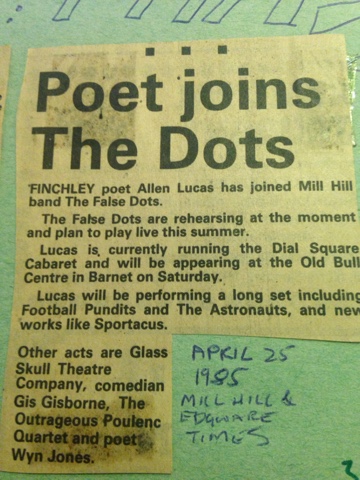 Poet joins
The Dots
FINCHLEY poet Allen Lucas has joined Mill Hill
band The False Dots.
The False Dots are rehearsing at the moment
and plan to play live this summer.
Lucas is currently running the Dial Square
Cabaret and will be appearing at the Old Bull
Centre in Barnet on Saturday.
Lucas will be performing a long set including
Football Pundits and The Astronauts, and new
works like Sportacus.
Other acts are Glass
Skull Theatre
Company, comedian
Gis Gisborne, The
Outrageous Poulenc
Quartet and poet
Wyn Jones.
APRIL 25
1985
MILL HILL &
EDGWARE
TIMES